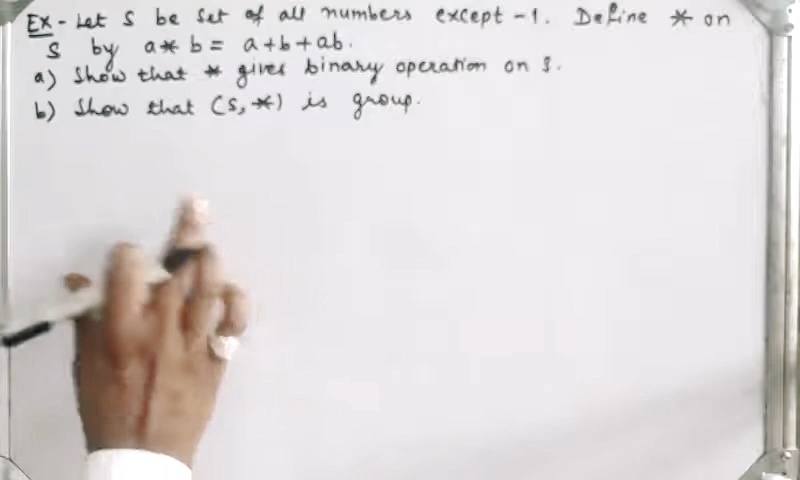 Ex - Let S be set of all numbers except -1. Define * on
S by a * b = a+b+ab.
a) Show that * gives binary operation on S.
b) Show that (S, *) is group.